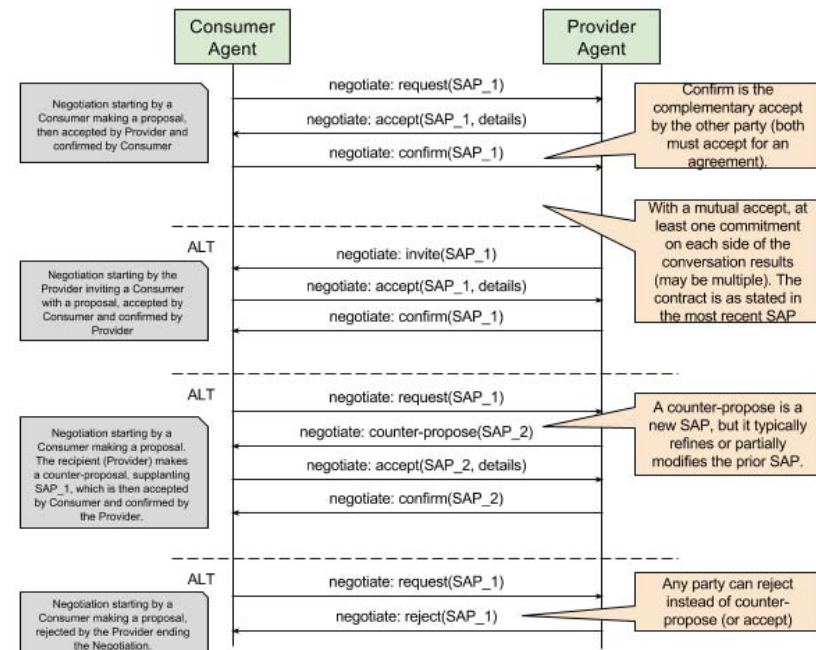 Consumer
Agent
Provider
Agent
negotiate: request(SAP_1)
Negotiation starting by a
Consumer making a proposal,
then accepted by Provider and
confirmed by Consumer
negotiate: accept(SAP_1, details)
negotiate: confirm(SAP_1)
Confirm is the
complementary accept
by the other party (both
must accept for an
agreement).
With a mutual accept, at
least one commitment
on each side of the
conversation results
(may be multiple). The
contract is as stated in
the most recent SAP
ALT
negotiate: invite(SAP_1)
Negotiation starting by the
Provider inviting a Consumer
with a proposal, accepted by
Consumer and confirmed by
Provider
negotiate: accept(SAP_1, details)
negotiate: confirm(SAP_1)
ALT
negotiate: request(SAP_1)
Negotiation starting by a
Consumer making a proposal.
The recipient (Provider) makes
a counter-proposal, supplanting
SAP_1, which is then accepted
by Consumer and confirmed by
the Provider.
negotiate: counter-propose(SAP_2)
negotiate: accept(SAP_2, details)
negotiate: confirm(SAP_2)
A counter-propose is a
new SAP, but it typically
refines or partially
modifies the prior SAP.
ALT
negotiate: request(SAP_1)
Negotiation starting by a
Consumer making a proposal,
rejected by the Provider ending
the Negotiation.
negotiate: reject(SAP_1)
Any party can reject
instead of counter-
propose (or accept)